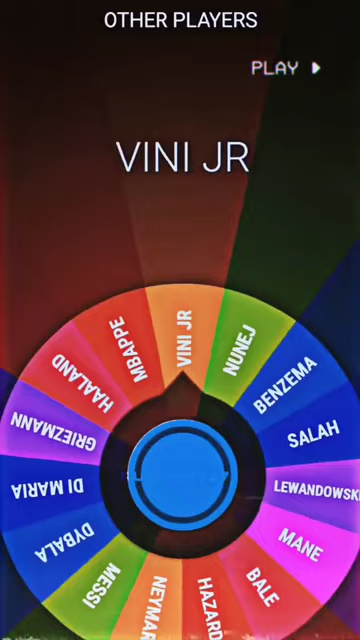 OTHER PLAYERS
PLAY
VINI JR
VINI JR
NUNEJ
BENZEMA
SALAH
LEWANDOWSKI
MANE
BALE
HAZARD
NEYMAR
MESSI
DYBALA
DI MARIA
GRIEZMANN
HAALAND
MBAPPE